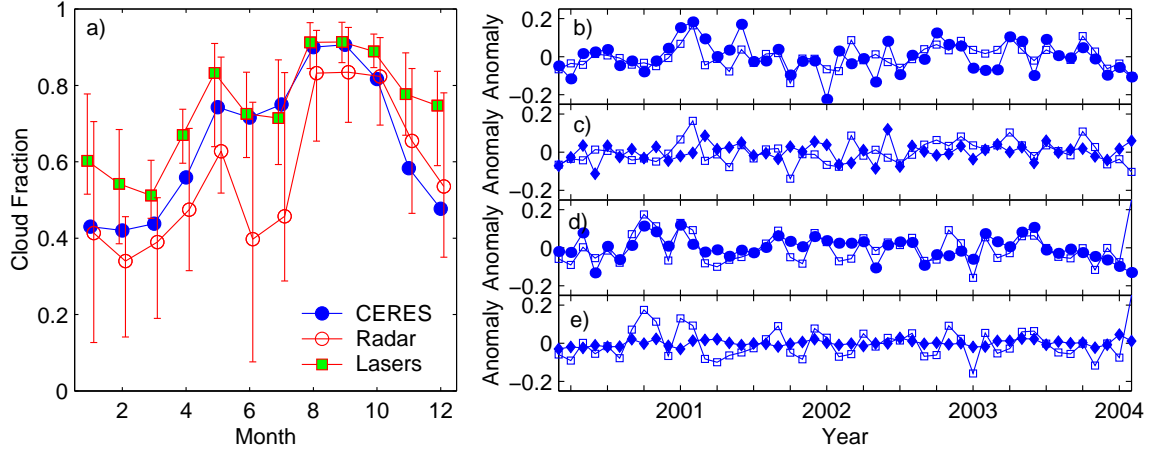 a)
Cloud Fraction
1
0.8
0.6
0.4
0.2
0
2 4 6 8 10 12
Month
CERES
Radar
Lasers
b)
Anomaly
0.2
0
−0.2
c)
Anomaly
0
−0.2
d)
Anomaly
0.2
0
−0.2
e)
Anomaly
0.2
0
−0.2
2001 2002 2003 2004
Year